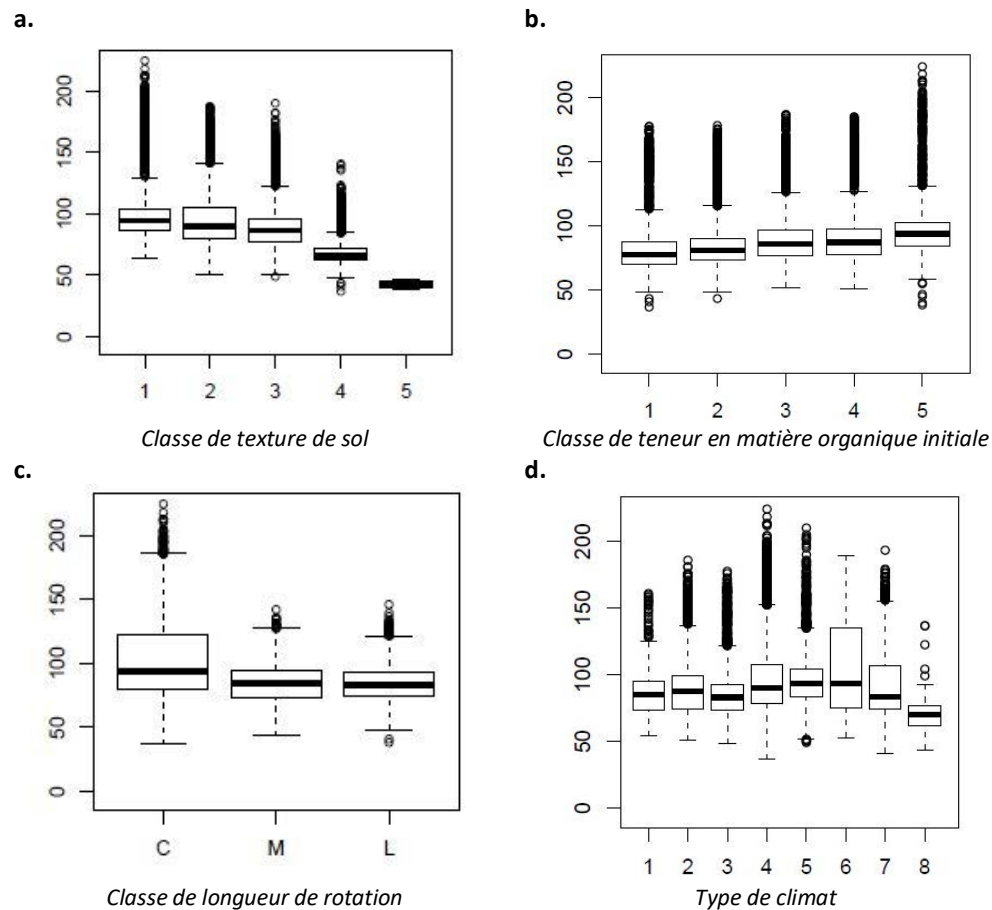 a.
200
150
100
50
0
1 2 3 4 5
Classe de texture de sol
b.
200
150
100
50
0
1 2 3 4 5
Classe de teneur en matière organique initiale
c.
200
150
100
50
0
C M L
Classe de longueur de rotation
d.
200
150
100
50
0
1 2 3 4 5 6 7 8
Type de climat